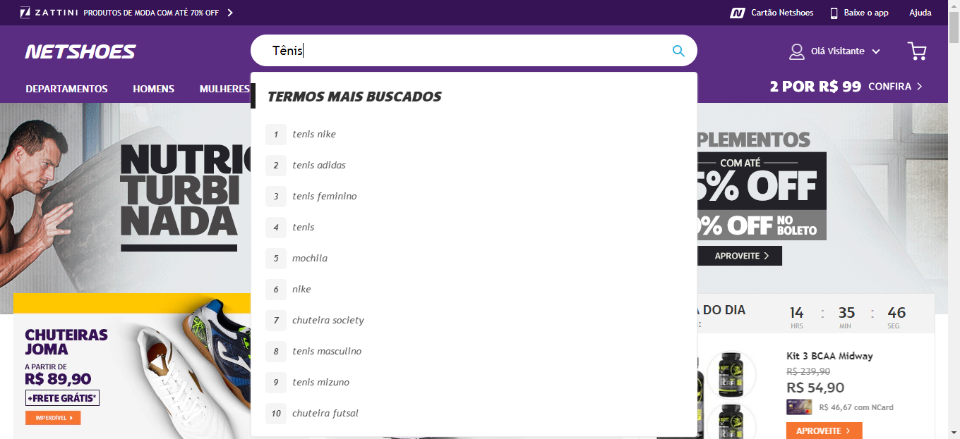 ZATTINI PRODUTOS DE MODA COM ATÉ 70% OFF
Cartão Netshoes
Baixe o app
Ajuda
NETSHOES
Tênis
Olá Visitante
DEPARTAMENTOS
HOMENS
MULHERES
2 POR R$ 99 CONFIRA
TERMOS MAIS BUSCADOS
1 tenis nike
2 tenis adidas
3 tenis feminino
4 tenis
5 mochila
6 nike
7 chuteira society
8 tenis masculino
9 tenis mizuno
10 chuteira futsal
TURBI
NADA
COM ATÉ
5% OFF
0% OFF NO
BOLETO
APROVEITE
CHUTEIRAS
JOMA
A PARTIR DE
R$ 89,90
+FRETE GRÁTIS*
IMPERDÍVEL
DO DIA
14 : 35 : 46
HRS MIN SEG
Kit 3 BCAA Midway
R$ 239,90
R$ 54,90
R$ 46,67 com NCard
APROVEITE